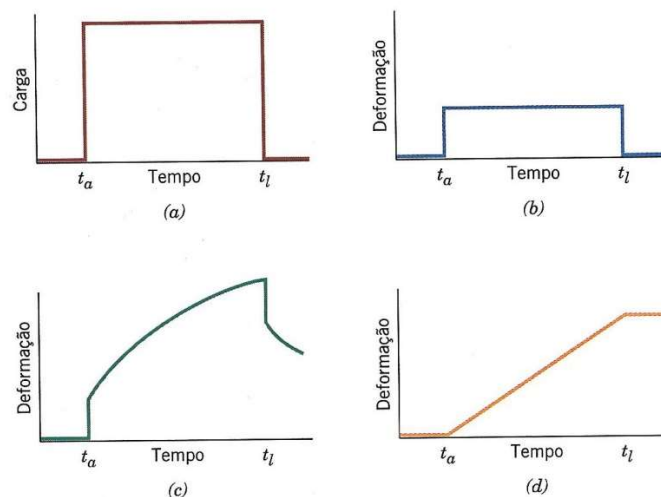 Carga
t_a Tempo t_l
(a)
Deformação
t_a Tempo t_l
(b)
Deformação
t_a Tempo t_l
(c)
Deformação
t_a Tempo t_l
(d)